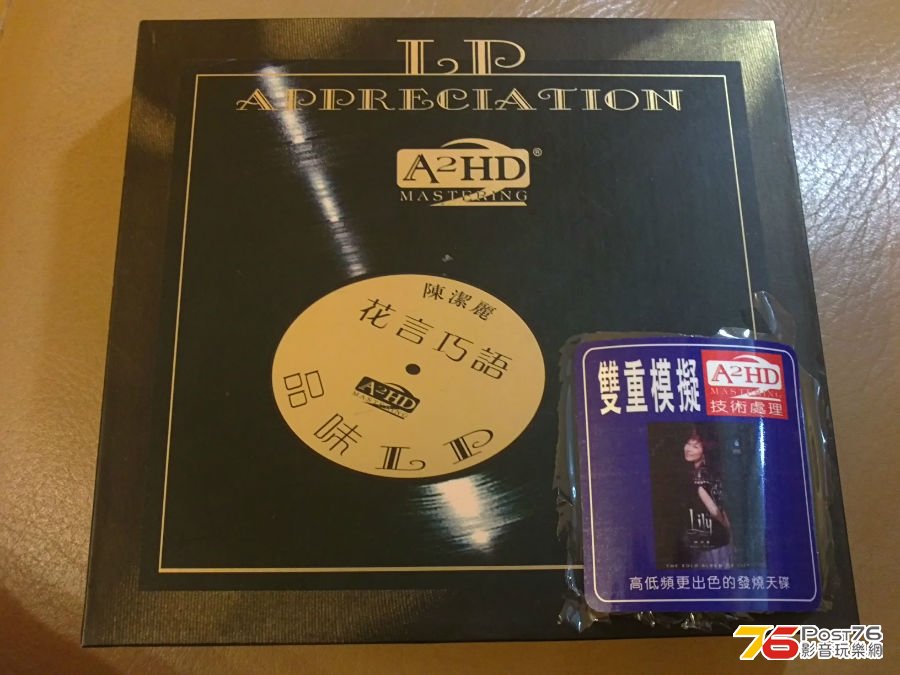 LP
APPRECIATION
A2HD®
MASTERING
陳潔麗
花言巧語
A2HD
MASTERING
品味LP
雙重模擬
A2HD
MASTERING
技術處理
Lily
高低頻更出色的發燒天碟
76 Post76
影音玩樂網